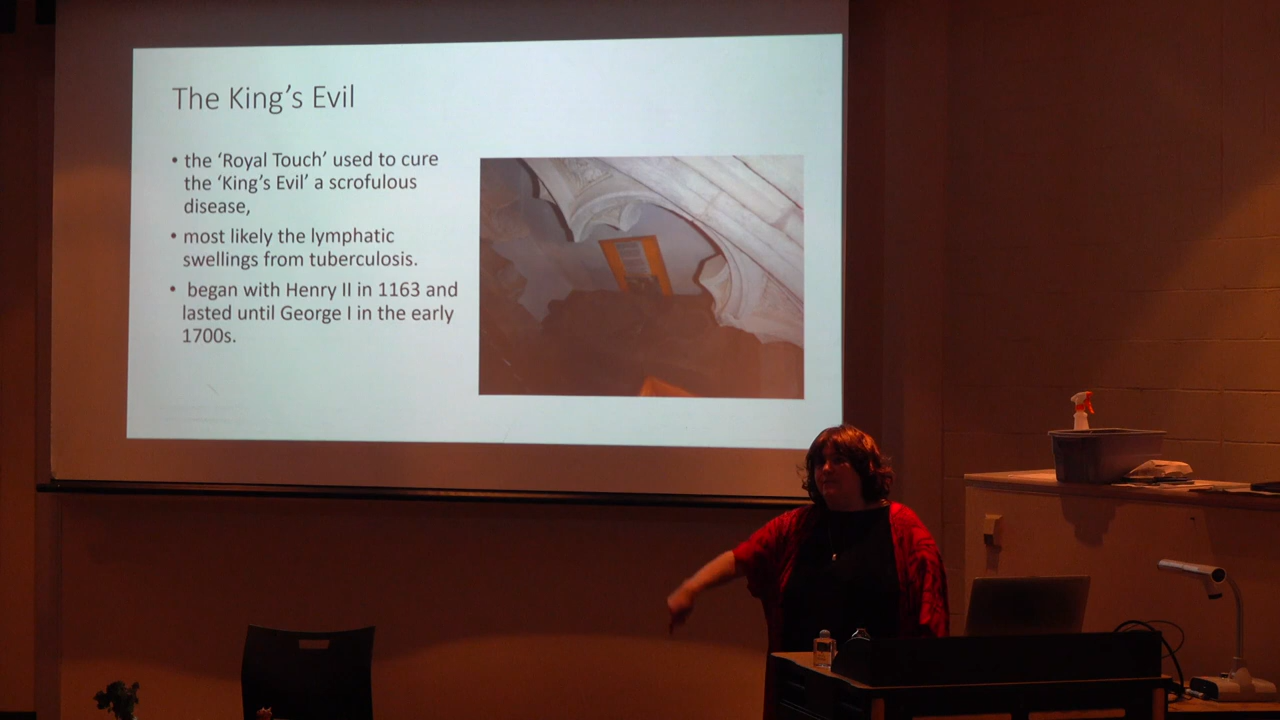 The King's Evil
• the 'Royal Touch' used to cure
the 'King's Evil' a scrofulous
disease,
• most likely the lymphatic
swellings from tuberculosis.
• began with Henry II in 1163 and
lasted until George I in the early
1700s.